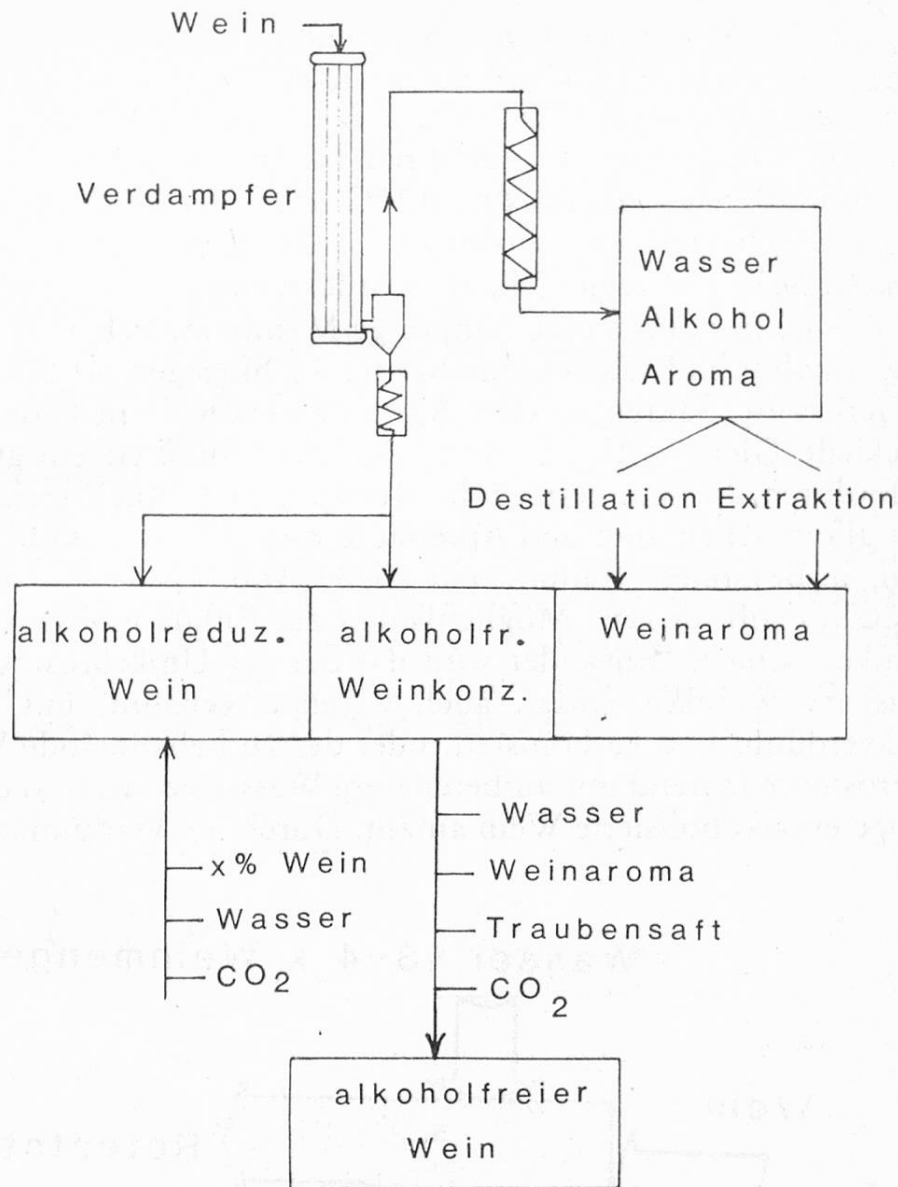 Wein
Verdampfer
Wasser
Alkohol
Aroma
Destillation Extraktion
alkoholreduz.
Wein
alkoholfr.
Weinkonz.
Weinaroma
x% Wein
Wasser
CO2
Wasser
Weinaroma
Traubensaft
CO2
alkoholfreier
Wein